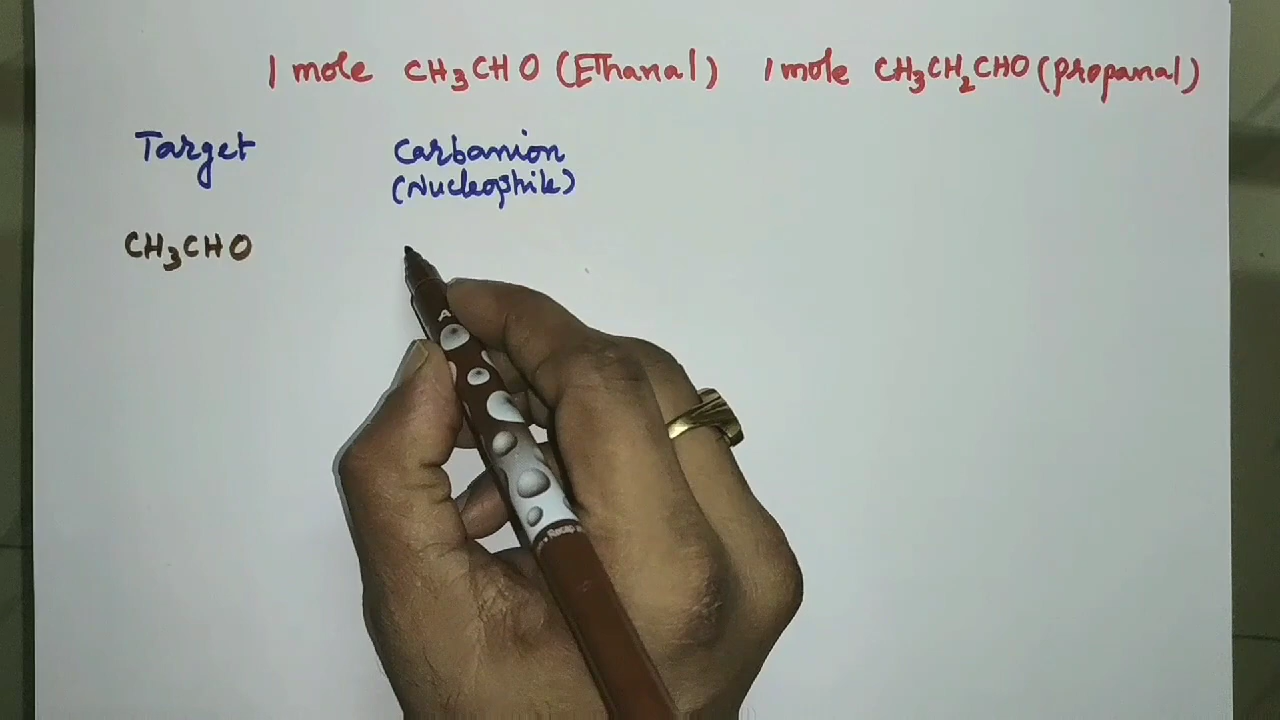 1 mole CH₃CHO (Ethanal) 1 mole CH₃CH₂CHO (propanal)
Target Carbanion
(Nucleophile)
CH₃CHO